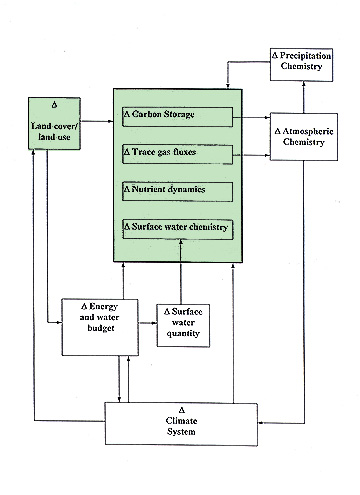 Δ Precipitation
Chemistry
Δ
Land-cover/
land-use
Δ Carbon Storage
Δ Atmospheric
Chemistry
Δ Trace gas fluxes
Δ Nutrient dynamics
Δ Surface water chemistry
Δ Energy
and water
budget
Δ Surface
water
quantity
Δ
Climate
System